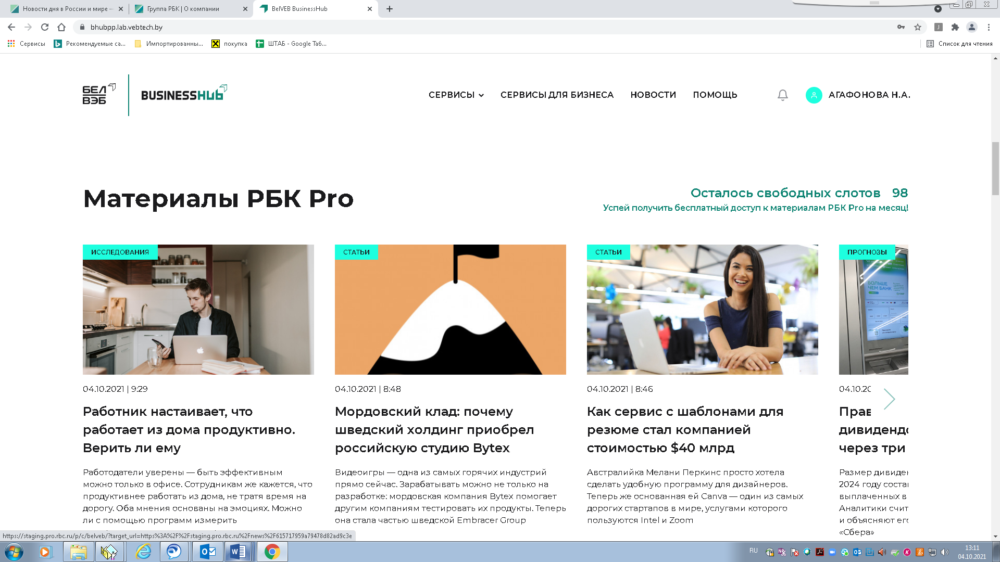 Новости дня в России и мире —
Группа РБК | О компании
BelVEB BusinessHub
bhubpp.lab.vebtech.by
Сервисы
Рекомендуемые са...
Импортированны...
покупка
ШТАБ - Google Таб...
Список для чтения
БЕЛ
ВЭБ
BUSINESSHub
СЕРВИСЫ
СЕРВИСЫ ДЛЯ БИЗНЕСА
НОВОСТИ
ПОМОЩЬ
АГАФОНОВА Н.А.
Материалы РБК Pro
Осталось свободных слотов 98
Успей получить бесплатный доступ к материалам РБК Pro на месяц!
ИССЛЕДОВАНИЯ
04.10.2021 | 9:29
Работник настаивает, что
работает из дома продуктивно.
Верить ли ему
Работодатели уверены — быть эффективным
можно только в офисе. Сотрудникам же кажется, что
продуктивнее работать из дома, не тратя время на
дорогу. Оба мнения основаны на эмоциях. Можно
ли с помощью программ измерить
СТАТЬИ
04.10.2021 | 8:48
Мордовский клад: почему
шведский холдинг приобрел
российскую студию Bytex
Видеоигры — одна из самых горячих индустрий
прямо сейчас. Зарабатывать можно не только на
разработке: мордовская компания Bytex помогает
другим компаниям тестировать их продукты. Теперь
она стала частью шведской Embracer Group
СТАТЬИ
04.10.2021 | 8:46
Как сервис с шаблонами для
резюме стал компанией
стоимостью $40 млрд
Австралийка Мелани Перкинс просто хотела
сделать удобную программу для дизайнеров.
Теперь же основанная ей Canva — один из самых
дорогих стартапов в мире, услугами которого
пользуются Intel и Zoom
ПРОГНОЗЫ
БОЛЬШЕ
ЧЕМ БАНК
04.10.20
Прав
дивиденд
через три
Размер дивиде
2024 году соста
выплаченных в
Аналитики счит
и объясняют ег
«Сбера»
https://staging.pro.rbc.ru/p/c/belveb/?target_url=https%3A%2F%2Fstaging.pro.rbc.ru%2Fnews%2F615717959a79478d82ad9c3e
RU
13:11
04.10.2021